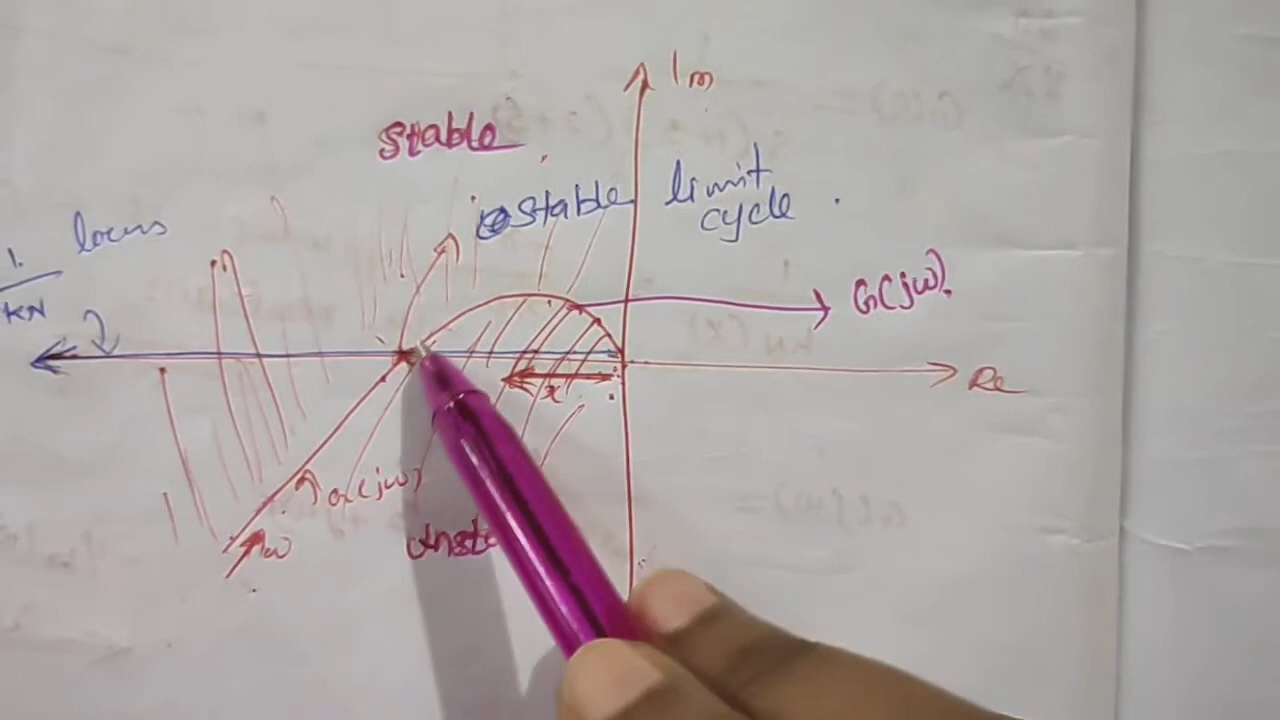 Im
Stable
Stable limit
cycle.
locus
1
KN
G(jω).
x
Re
G(jω)
ω
Unsta